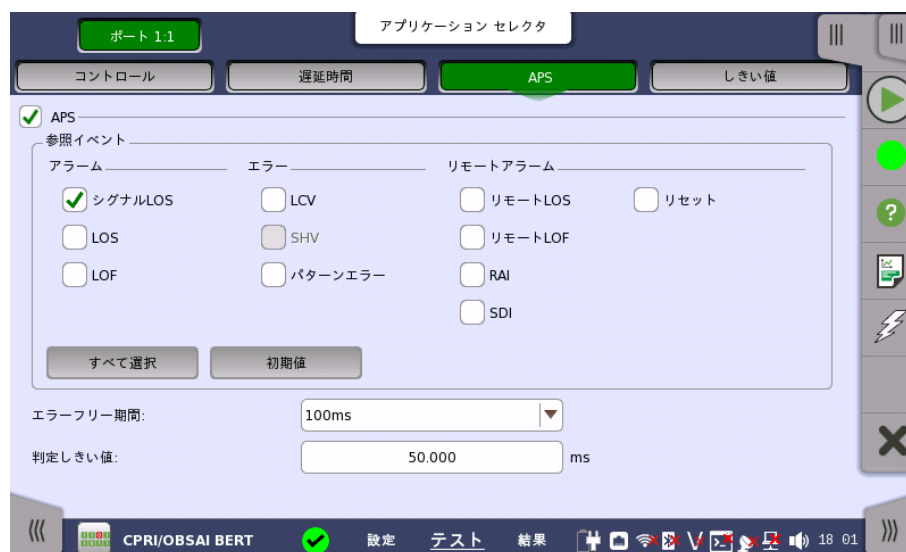 ポート 1:1
アプリケーション セレクタ
コントロール
遅延時間
APS
しきい値
APS
参照イベント
アラーム
エラー
リモートアラーム
シグナルLOS
LCV
リモートLOS
リセット
LOS
SHV
リモートLOF
LOF
パターンエラー
RAI
SDI
すべて選択
初期値
エラーフリー期間:
100ms
判定しきい値:
50.000
ms
CPRI/OBSAI BERT
設定
テスト
結果
18 01